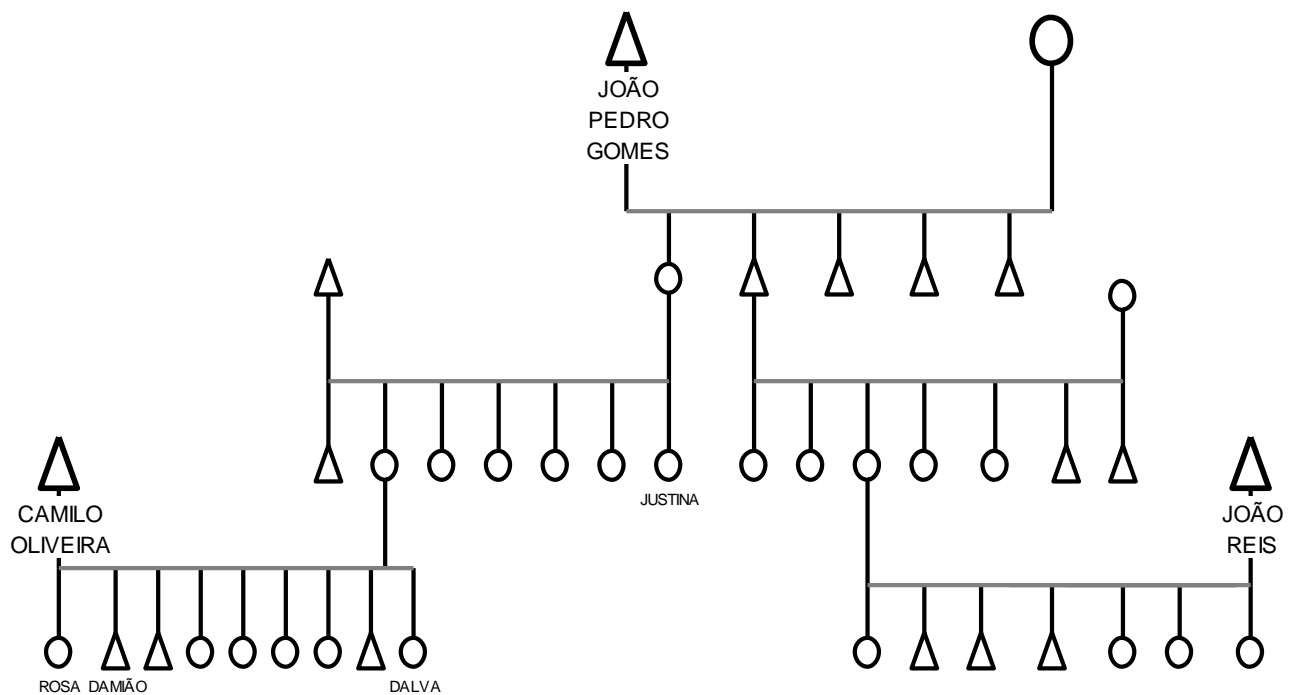 JOÃO
PEDRO
GOMES
JUSTINA
CAMILO
OLIVEIRA
JOÃO
REIS
ROSA DAMIÃO
DALVA